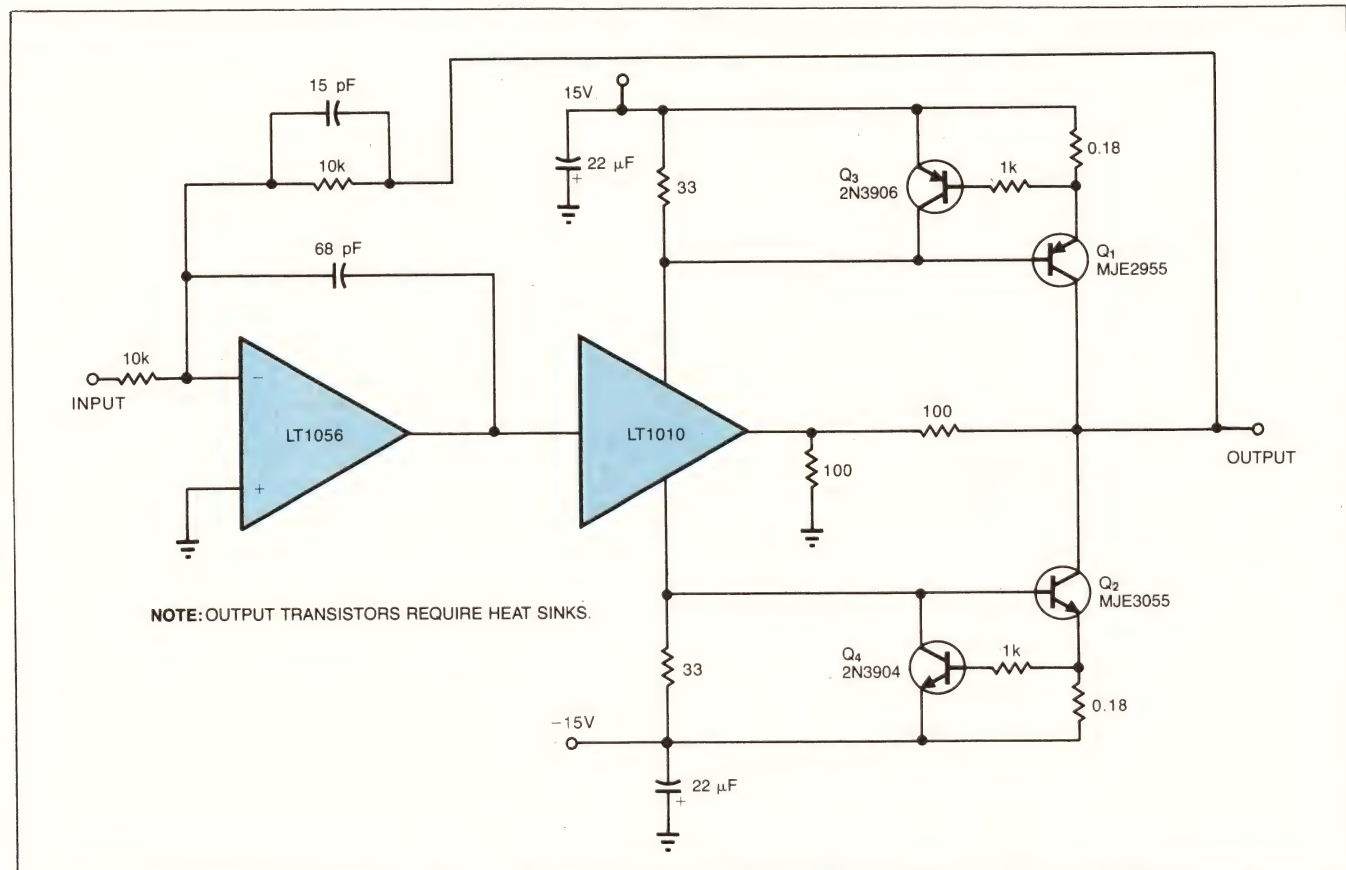 15 pF
10k
68 pF
10k
INPUT
-
+
LT1056
LT1010
15V
22 μF
+
33
Q3
2N3906
1k
0.18
Q1
MJE2955
100
100
OUTPUT
NOTE: OUTPUT TRANSISTORS REQUIRE HEAT SINKS.
33
Q4
2N3904
1k
Q2
MJE3055
0.18
-15V
22 μF
+